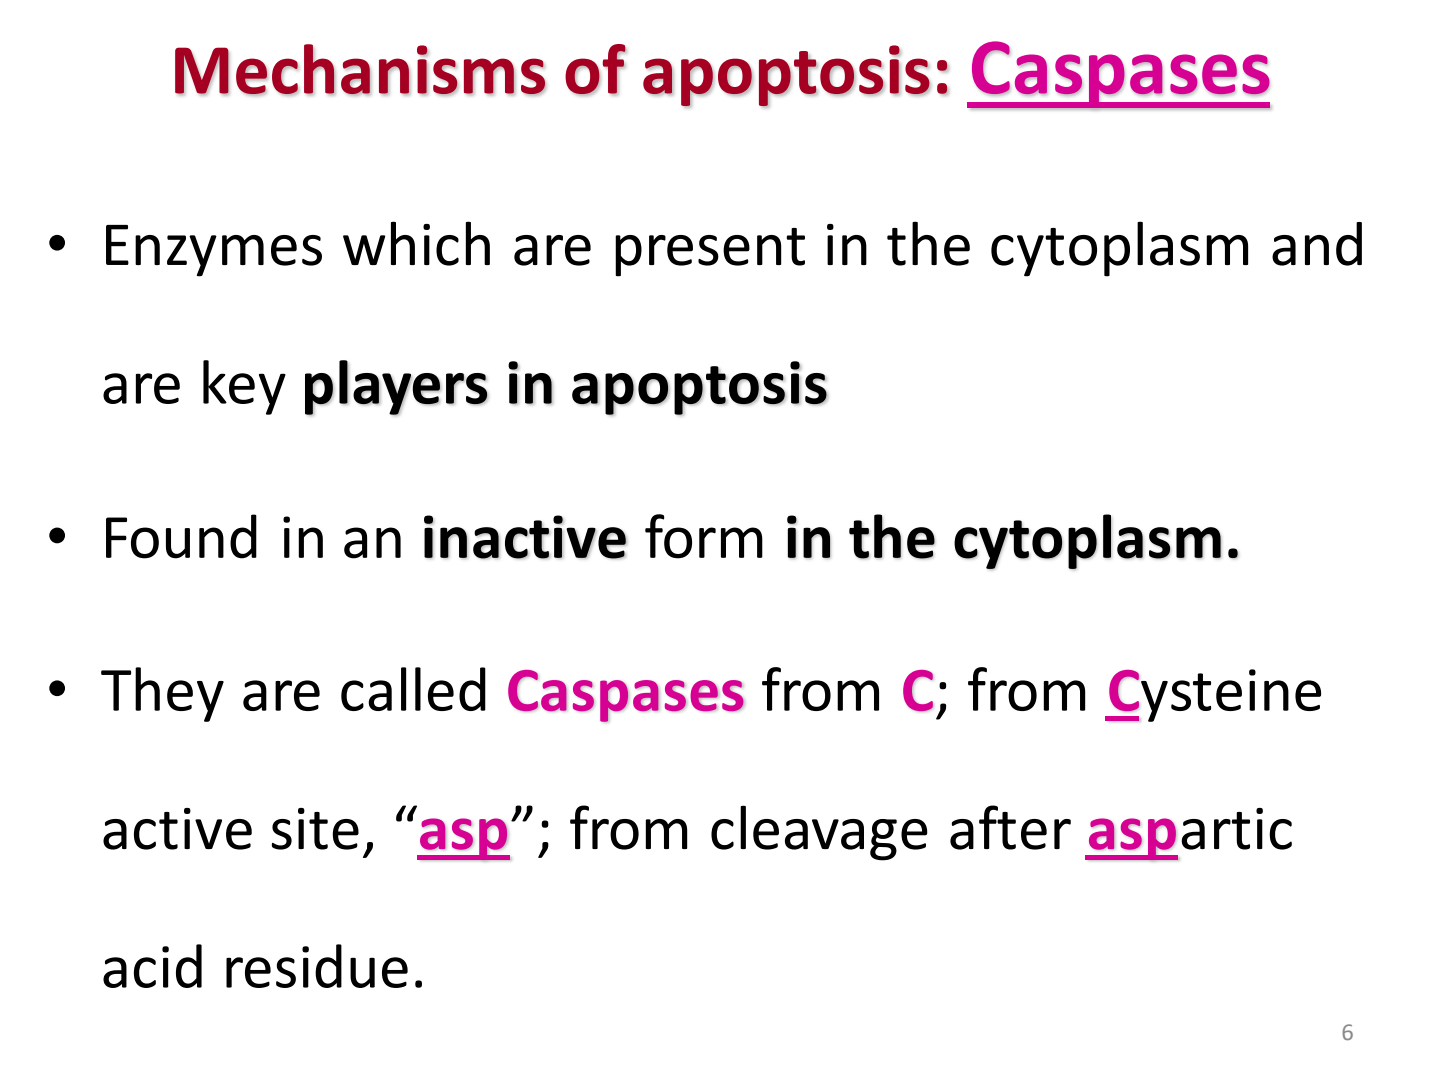 Mechanisms of apoptosis: Caspases
• Enzymes which are present in the cytoplasm and
are key players in apoptosis
• Found in an inactive form in the cytoplasm.
• They are called Caspases from C; from Cysteine
active site, “asp”; from cleavage after aspartic
acid residue.
6